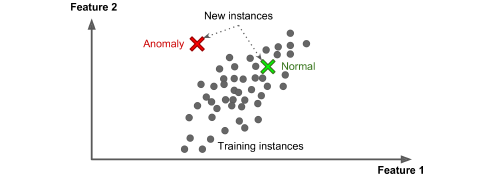 Feature 2
New instances
Anomaly
Normal
Training instances
Feature 1